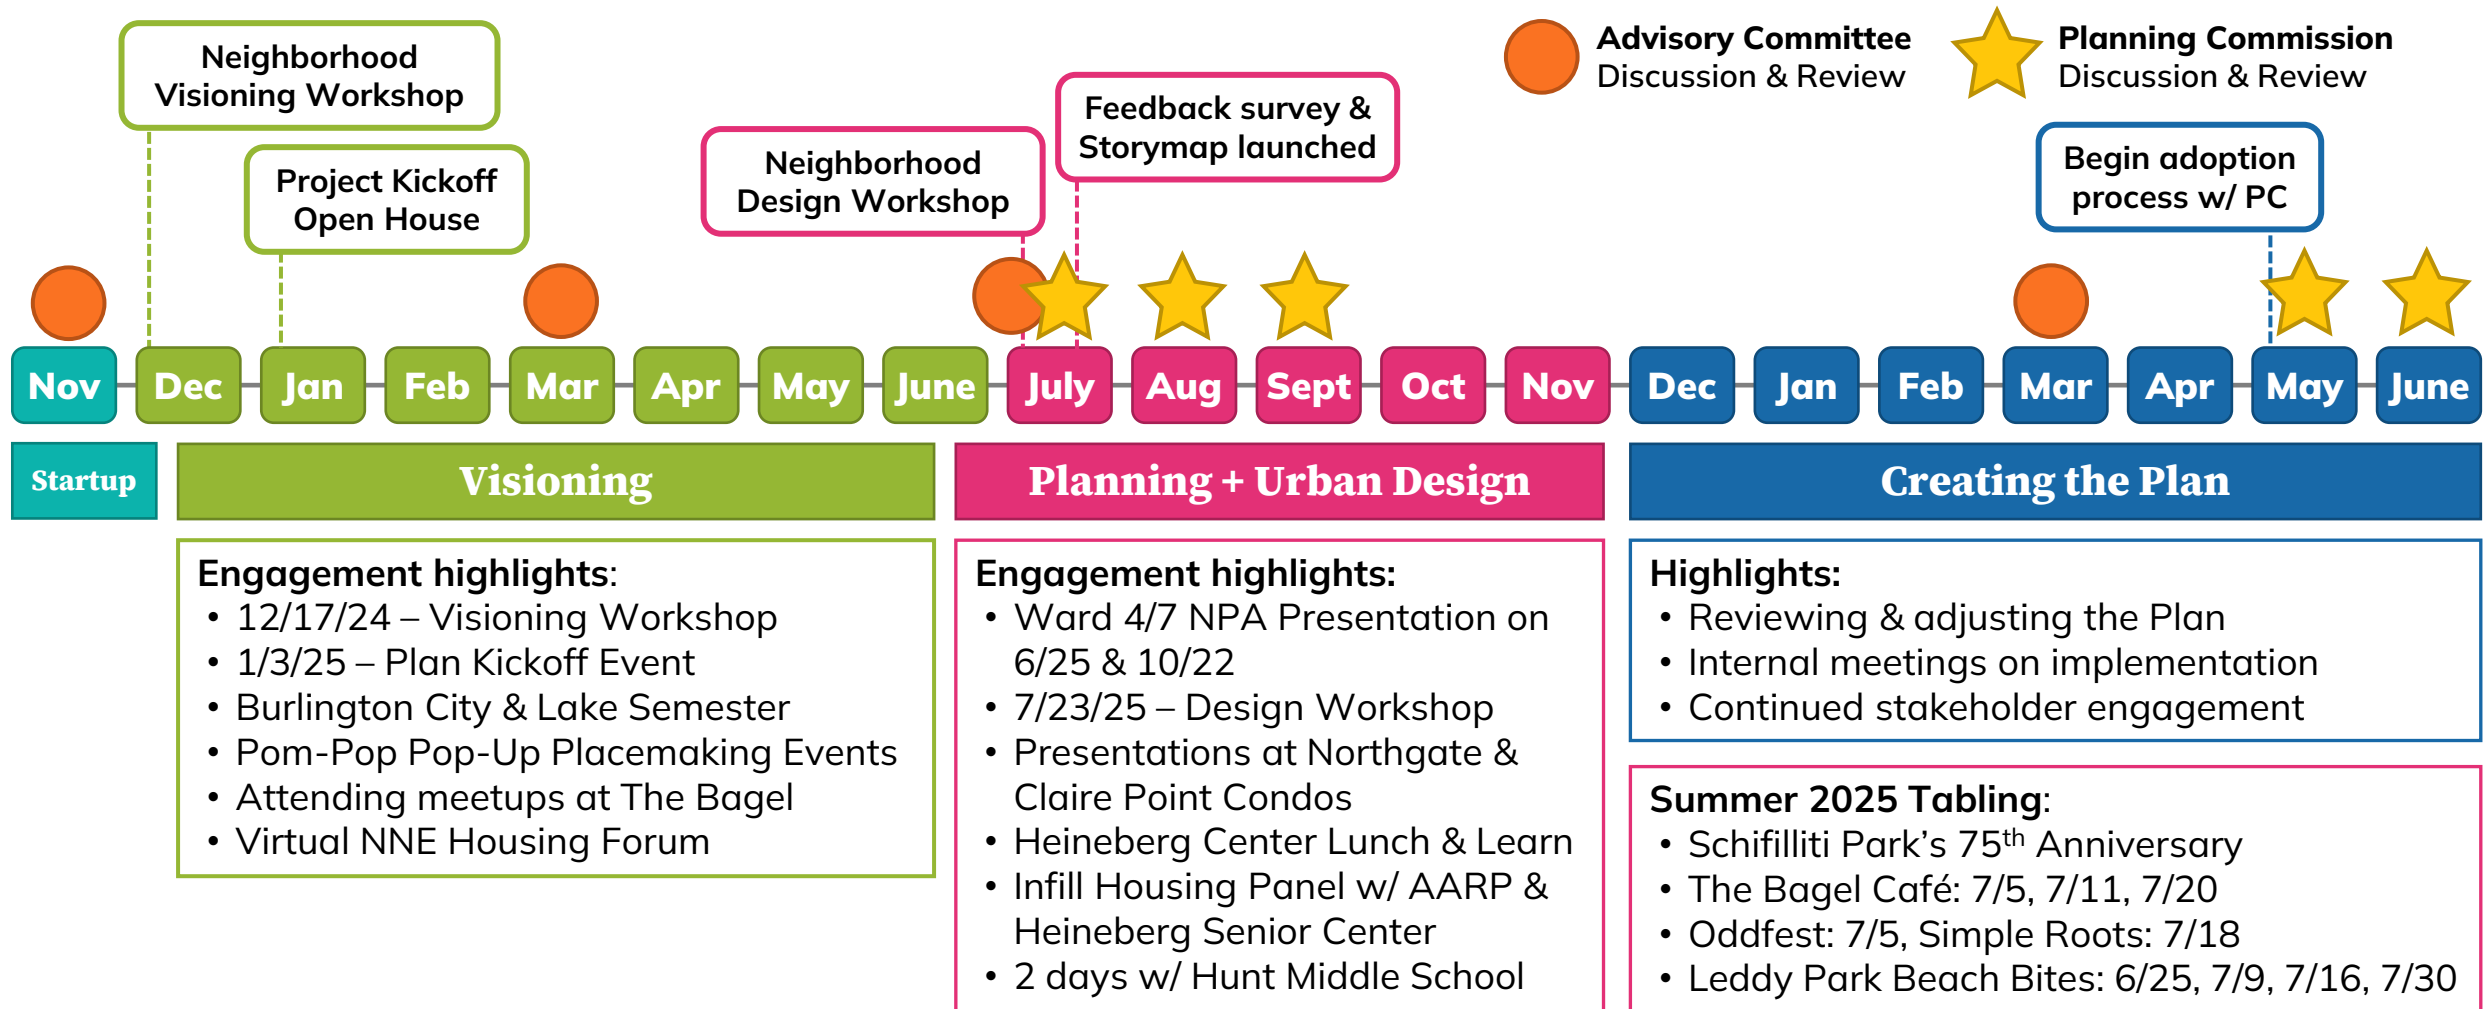 Neighborhood
Visioning Workshop
Project Kickoff
Open House
Neighborhood
Design Workshop
Feedback survey &
Storymap launched
Advisory Committee
Discussion & Review
Planning Commission
Discussion & Review
Begin adoption
process w/ PC
Nov
Dec
Jan
Feb
Mar
Apr
May
June
July
Aug
Sept
Oct
Nov
Dec
Jan
Feb
Mar
Apr
May
June
Startup
Visioning
Planning + Urban Design
Creating the Plan
Engagement highlights:
• 12/17/24 – Visioning Workshop
• 1/3/25 – Plan Kickoff Event
• Burlington City & Lake Semester
• Pom-Pop Pop-Up Placemaking Events
• Attending meetups at The Bagel
• Virtual NNE Housing Forum
Engagement highlights:
• Ward 4/7 NPA Presentation on
6/25 & 10/22
• 7/23/25 – Design Workshop
• Presentations at Northgate &
Claire Point Condos
• Heineberg Center Lunch & Learn
• Infill Housing Panel w/ AARP &
Heineberg Senior Center
• 2 days w/ Hunt Middle School
Highlights:
• Reviewing & adjusting the Plan
• Internal meetings on implementation
• Continued stakeholder engagement
Summer 2025 Tabling:
• Schifilliti Park’s 75th Anniversary
• The Bagel Café: 7/5, 7/11, 7/20
• Oddfest: 7/5, Simple Roots: 7/18
• Leddy Park Beach Bites: 6/25, 7/9, 7/16, 7/30